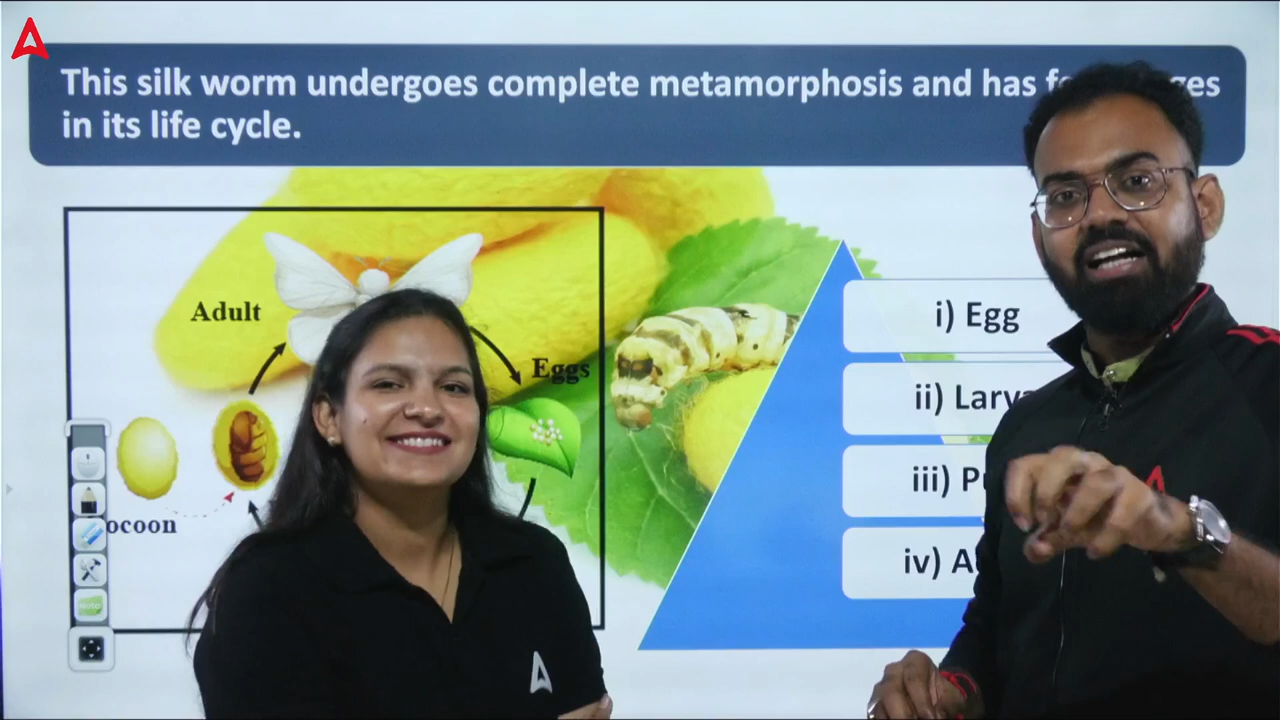 This silk worm undergoes complete metamorphosis and has
in its life cycle.
Adult
Eggs
i) Egg
ii) Larva
iii)
ocoon
iv)